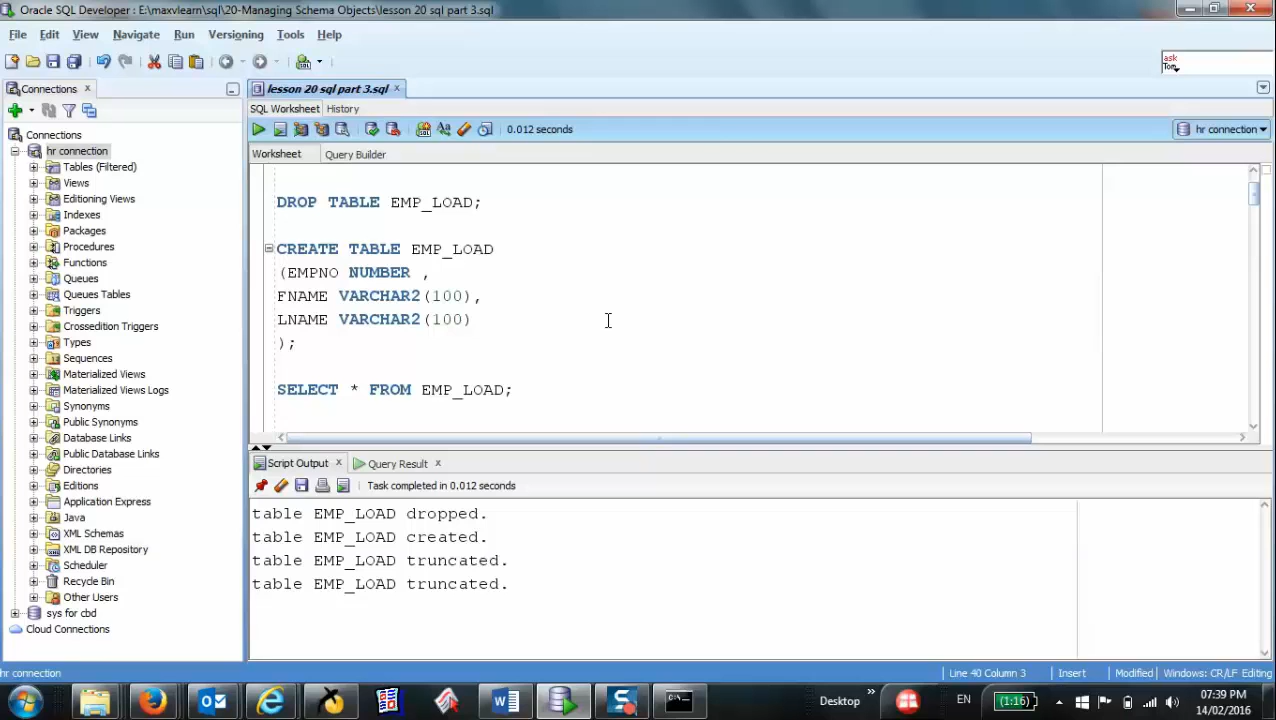 Oracle SQL Developer : E:\maxvlearn\sql\20-Managing Schema Objects\lesson 20 sql part 3.sql
File Edit View Navigate Run Versioning Tools Help
ask
Tom
Connections
lesson 20 sql part 3.sql
SQL Worksheet History
0.012 seconds
hr connection
Worksheet Query Builder
Connections
hr connection
Tables (Filtered)
Views
Editioning Views
Indexes
Packages
Procedures
Functions
Queues
Queues Tables
Triggers
Crossedition Triggers
Types
Sequences
Materialized Views
Materialized Views Logs
Synonyms
Public Synonyms
Database Links
Public Database Links
Directories
Editions
Application Express
Java
XML Schemas
XML DB Repository
Scheduler
Recycle Bin
Other Users
sys for cbd
Cloud Connections
DROP TABLE EMP_LOAD;
CREATE TABLE EMP_LOAD
(EMPNO NUMBER ,
FNAME VARCHAR2(100),
LNAME VARCHAR2(100)
);
SELECT * FROM EMP_LOAD;
Script Output Query Result
Task completed in 0.012 seconds
table EMP_LOAD dropped.
table EMP_LOAD created.
table EMP_LOAD truncated.
table EMP_LOAD truncated.
hr connection
Line 40 Column 3 Insert Modified Windows: CR/LF Editing
Desktop EN (1:16) 07:39 PM
14/02/2016